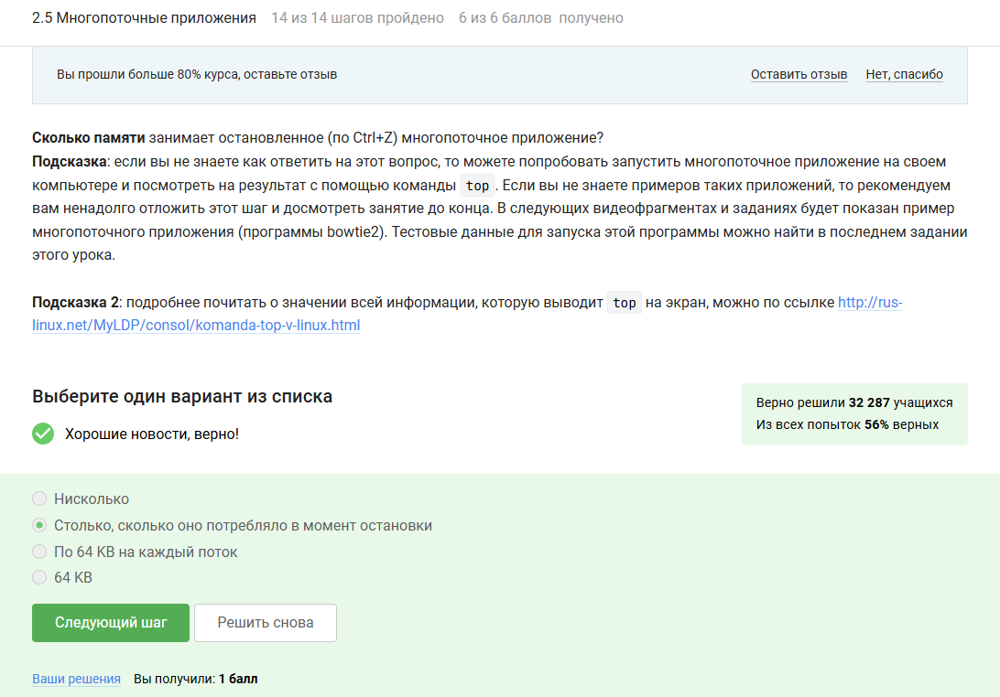 2.5 Многопоточные приложения 14 из 14 шагов пройдено 6 из 6 баллов получено
Вы прошли больше 80% курса, оставьте отзыв Оставить отзыв Нет, спасибо
Сколько памяти занимает остановленное (по Ctrl+Z) многопоточное приложение?
Подсказка: если вы не знаете как ответить на этот вопрос, то можете попробовать запустить многопоточное приложение на своем
компьютере и посмотреть на результат с помощью команды top. Если вы не знаете примеров таких приложений, то рекомендуем
вам ненадолго отложить этот шаг и досмотреть занятие до конца. В следующих видеофрагментах и заданиях будет показан пример
многопоточного приложения (программы bowtie2). Тестовые данные для запуска этой программы можно найти в последнем задании
этого урока.
Подсказка 2: подробнее почитать о значении всей информации, которую выводит top на экран, можно по ссылке http://rus-
linux.net/MyLDP/consol/komanda-top-v-linux.html
Выберите один вариант из списка
Хорошие новости, верно!
Верно решили 32 287 учащихся
Из всех попыток 56% верных
Нисколько
Столько, сколько оно потребляло в момент остановки
По 64 KB на каждый поток
64 KB
Следующий шаг Решить снова
Ваши решения Вы получили: 1 балл